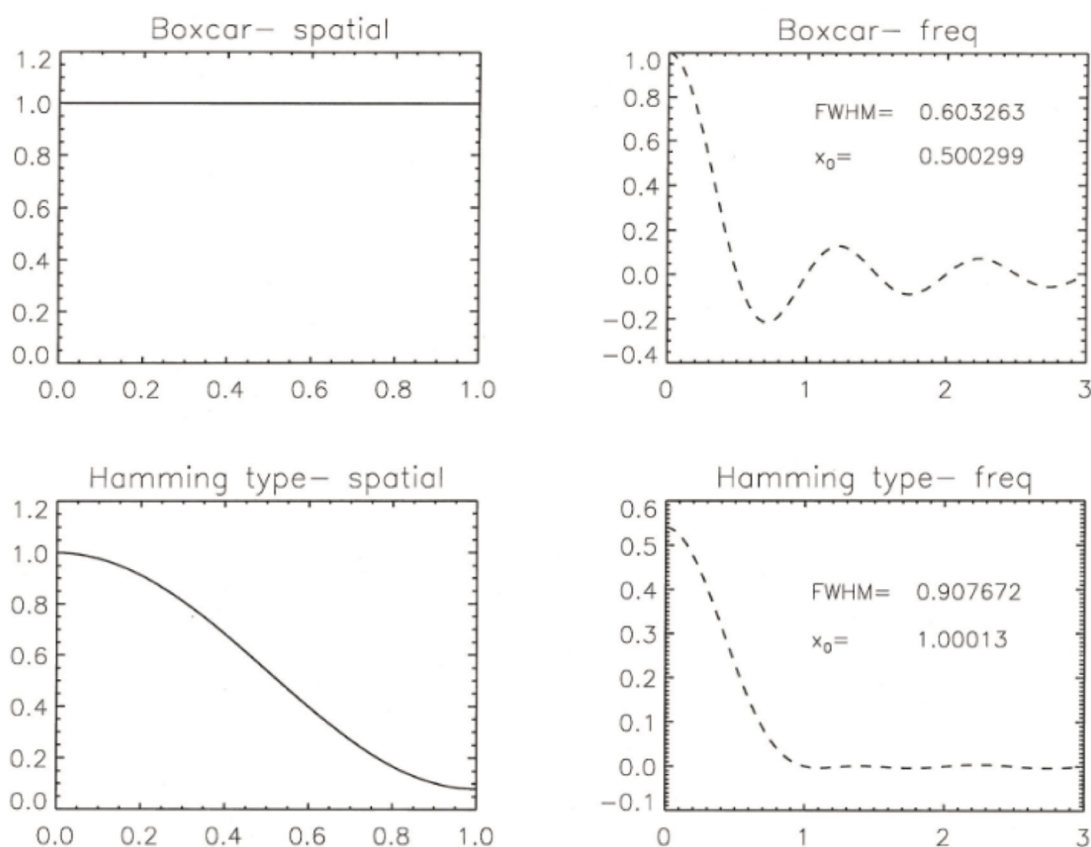 Boxcar− spatial
1.2
1.0
0.8
0.6
0.4
0.2
0.0
0.0 0.2 0.4 0.6 0.8 1.0
Boxcar− freq
1.0
0.8
0.6
0.4
0.2
0.0
−0.2
−0.4
FWHM= 0.603263
x₀= 0.500299
0 1 2 3
Hamming type− spatial
1.2
1.0
0.8
0.6
0.4
0.2
0.0
0.0 0.2 0.4 0.6 0.8 1.0
Hamming type− freq
0.6
0.5
0.4
0.3
0.2
0.1
0.0
−0.1
FWHM= 0.907672
x₀= 1.00013
0 1 2 3